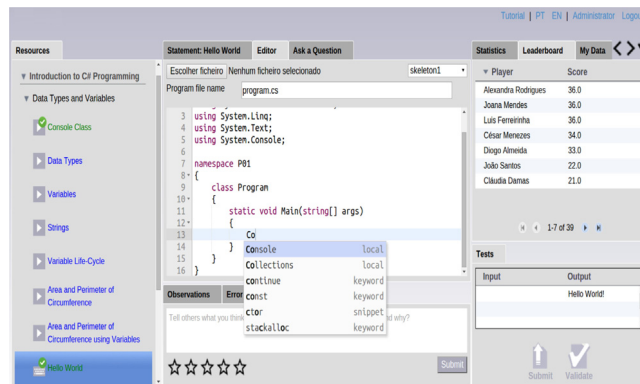 Tutorial | PT EN | Administrator Logou
Resources
Introduction to C# Programming
Data Types and Variables
Console Class
Data Types
Variables
Strings
Variable Life-Cycle
Area and Perimeter of
Circumference
Area and Perimeter of
Circumference using Variables
Hello World
Statement: Hello World Editor Ask a Question
Escolher ficheiro Nenhum ficheiro selecionado skeleton1
Program file name program.cs
3 using System.Linq;
4 using System.Text;
5 using System.Console;
6
7 namespace P01
8 {
9 class Program
10 {
11 static void Main(string[] args)
12 {
13 Co
14 }
15 }
16 }
Console local
Collections local
continue keyword
const keyword
ctor snippet
stackalloc keyword
Observations Error
Tell others what you think d why?
Submit
Statistics Leaderboard My Data
Player Score
Alexandra Rodrigues 36.0
Joana Mendes 36.0
Luis Ferreirinha 36.0
César Menezes 34.0
Diogo Almeida 33.0
João Santos 22.0
Cláudia Damas 21.0
1-7 of 39
Tests
Input Output
Hello World!
Submit Validate